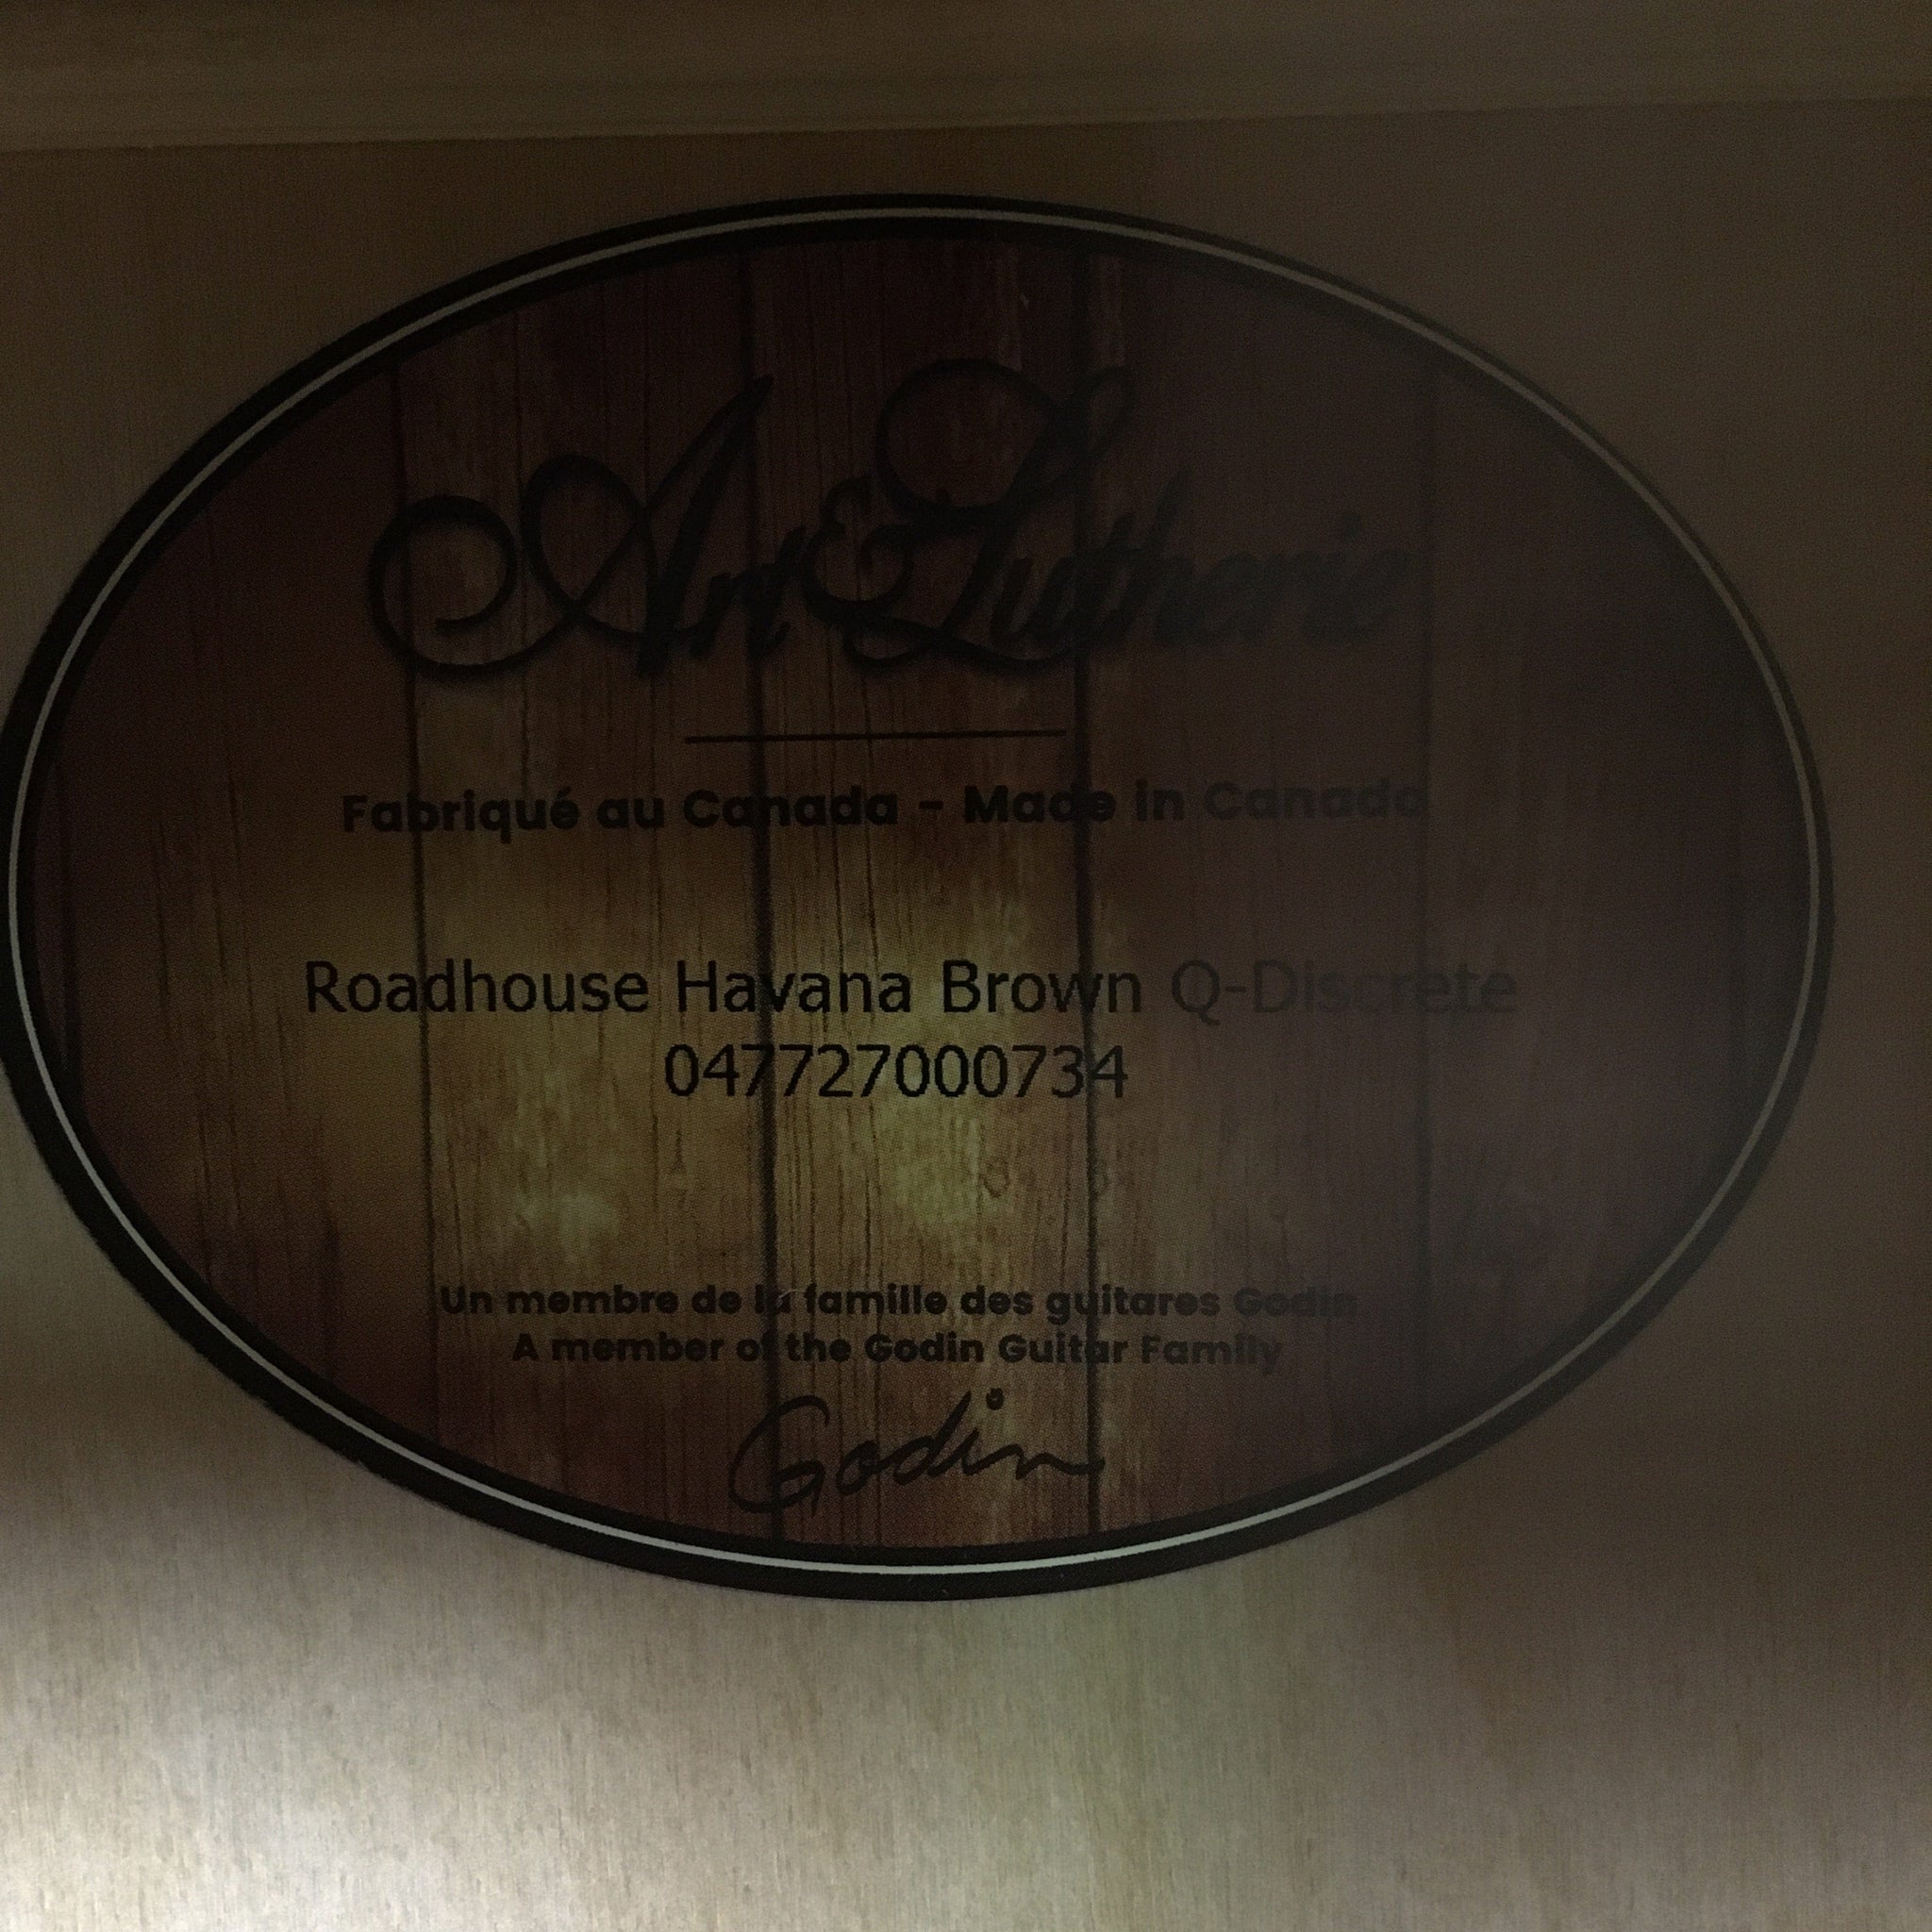 Art & Lutherie
Fabriqué au Canada - Made in Canada
Roadhouse Havana Brown Q-Discrete
047727000734
Un membre de la famille des guitares Godin
A member of the Godin Guitar Family
Godin